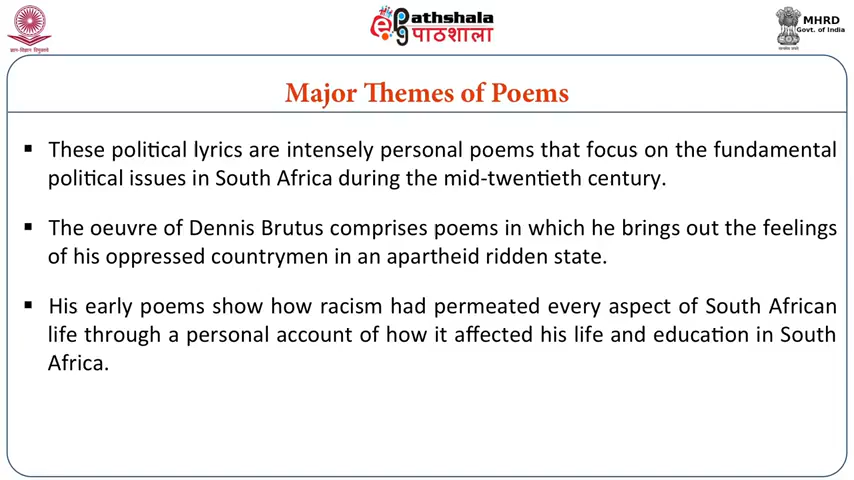 ePathshala
पाठशाला
MHRD
Govt. of India
Major Themes of Poems
▪ These political lyrics are intensely personal poems that focus on the fundamental
political issues in South Africa during the mid-twentieth century.
▪ The oeuvre of Dennis Brutus comprises poems in which he brings out the feelings
of his oppressed countrymen in an apartheid ridden state.
▪ His early poems show how racism had permeated every aspect of South African
life through a personal account of how it affected his life and education in South
Africa.